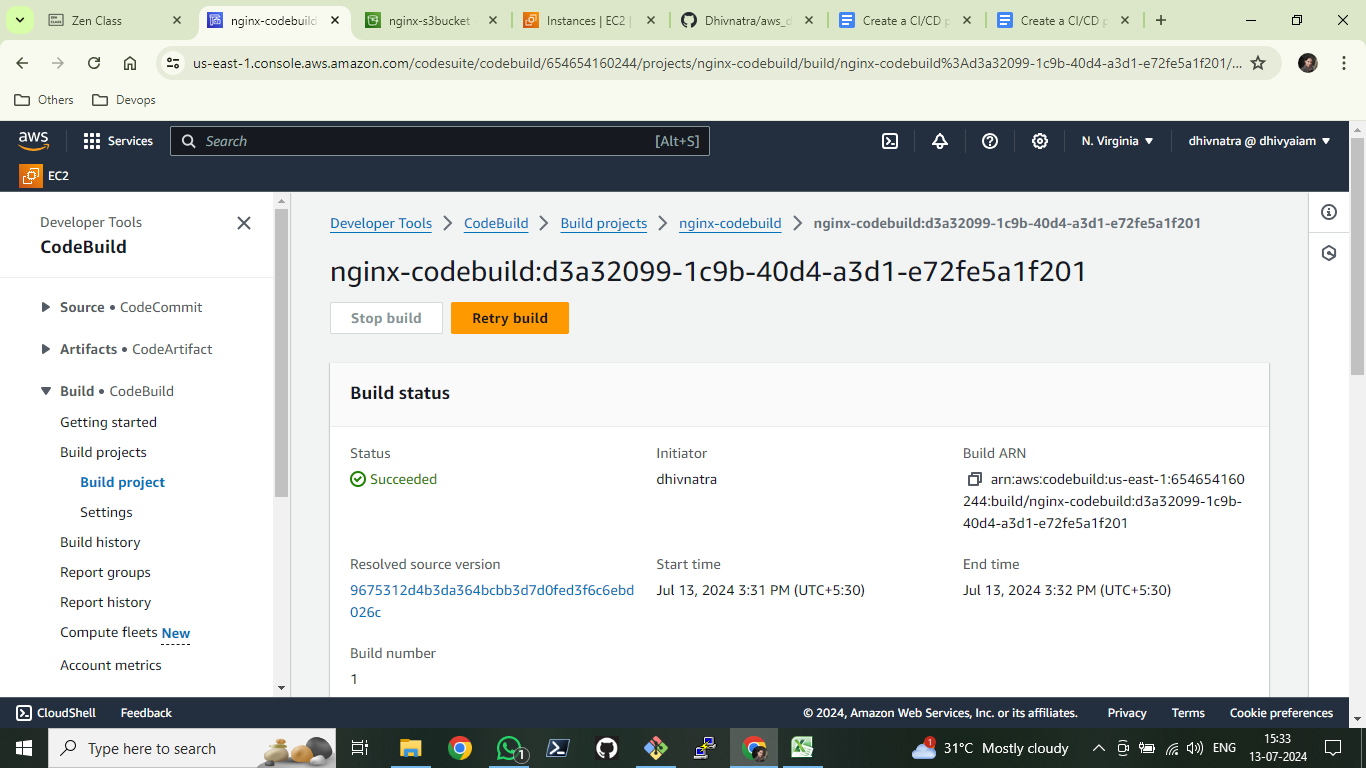 Zen Class
nginx-codebuild
nginx-s3bucket
Instances | EC2 |
Dhivnatra/aws_d
Create a CI/CD p
Create a CI/CD p
us-east-1.console.aws.amazon.com/codesuite/codebuild/654654160244/projects/nginx-codebuild/build/nginx-codebuild%3Ad3a32099-1c9b-40d4-a3d1-e72fe5a1f201/...
Others
Devops
aws
Services
Search
[Alt+S]
N. Virginia
dhivnatra @ dhivyaiam
EC2
Developer Tools
CodeBuild
Source • CodeCommit
Artifacts • CodeArtifact
Build • CodeBuild
Getting started
Build projects
Build project
Settings
Build history
Report groups
Report history
Compute fleets New
Account metrics
Developer Tools > CodeBuild > Build projects > nginx-codebuild > nginx-codebuild:d3a32099-1c9b-40d4-a3d1-e72fe5a1f201
nginx-codebuild:d3a32099-1c9b-40d4-a3d1-e72fe5a1f201
Stop build
Retry build
Build status
Status
Succeeded
Initiator
dhivnatra
Build ARN
arn:aws:codebuild:us-east-1:654654160
244:build/nginx-codebuild:d3a32099-1c9b-
40d4-a3d1-e72fe5a1f201
Resolved source version
9675312d4b3da364bcbb3d7d0fed3f6c6ebd
026c
Start time
Jul 13, 2024 3:31 PM (UTC+5:30)
End time
Jul 13, 2024 3:32 PM (UTC+5:30)
Build number
1
CloudShell
Feedback
© 2024, Amazon Web Services, Inc. or its affiliates.
Privacy
Terms
Cookie preferences
Type here to search
1
1
31°C Mostly cloudy
ENG
15:33
13-07-2024